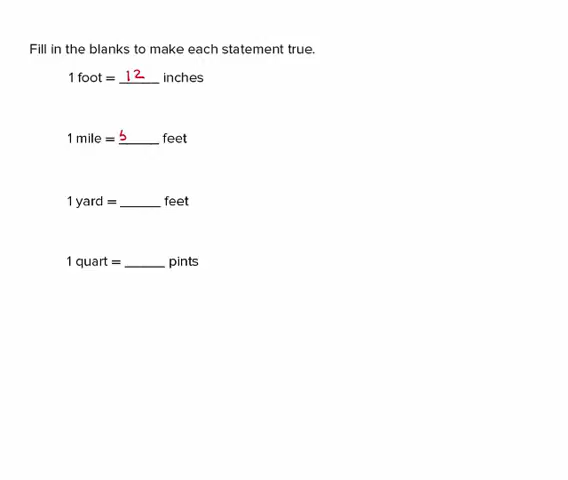 Fill in the blanks to make each statement true.
1 foot = 12 inches
1 mile = 5 feet
1 yard = ______ feet
1 quart = ______ pints